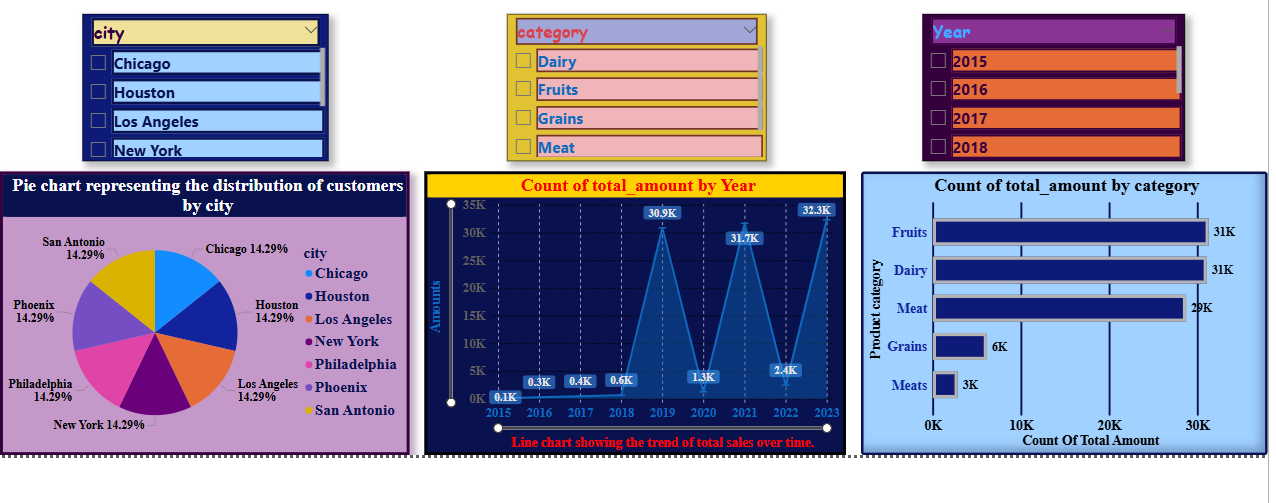 city
Chicago
Houston
Los Angeles
New York
category
Dairy
Fruits
Grains
Meat
Year
2015
2016
2017
2018
Pie chart representing the distribution of customers
by city
San Antonio
14.29%
Chicago 14.29%
Phoenix
14.29%
Houston
14.29%
Philadelphia
14.29%
Los Angeles
14.29%
New York 14.29%
city
Chicago
Houston
Los Angeles
New York
Philadelphia
Phoenix
San Antonio
Count of total_amount by Year
Amounts
35K
30K
25K
20K
15K
10K
5K
0K
0.1K
0.3K
0.4K
0.6K
30.9K
1.3K
31.7K
2.4K
32.3K
2015 2016 2017 2018 2019 2020 2021 2022 2023
Line chart showing the trend of total sales over time.
Count of total_amount by category
Product category
Fruits 31K
Dairy 31K
Meat 29K
Grains 6K
Meats 3K
0K 10K 20K 30K
Count Of Total Amount